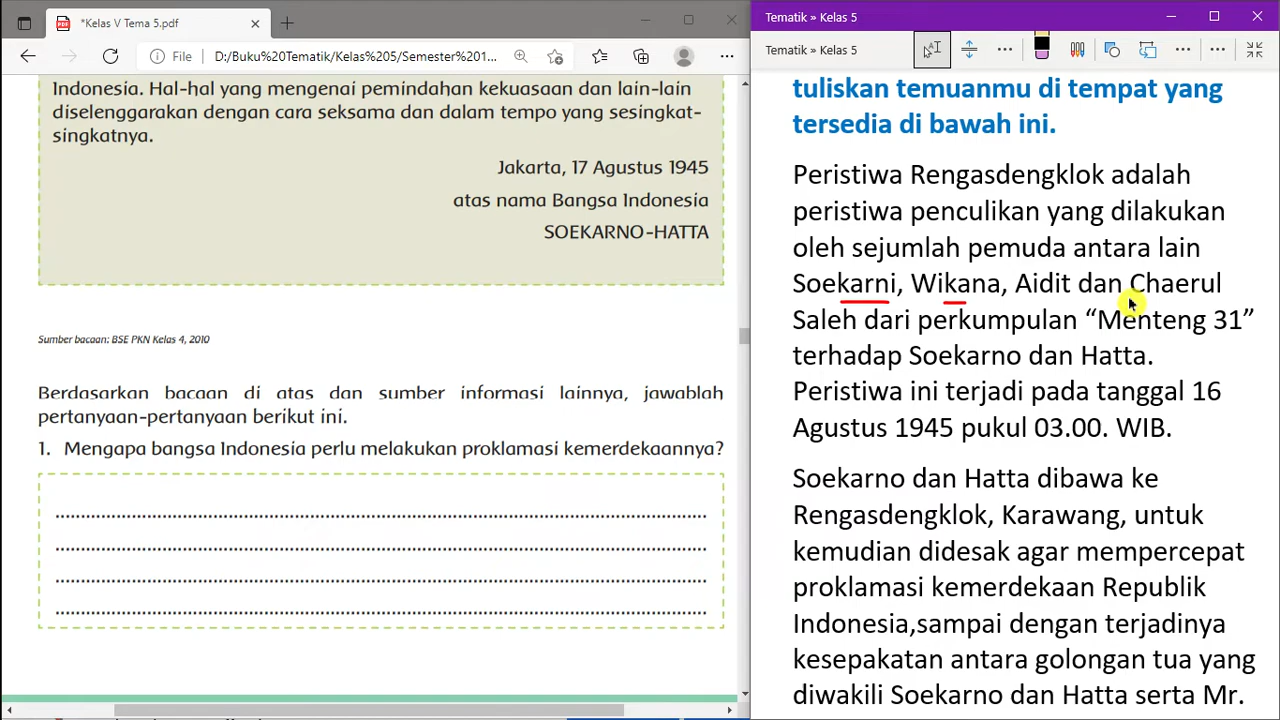 *Kelas V Tema 5.pdf
File
D:/Buku%20Tematik/Kelas%205/Semester%201...
Indonesia. Hal-hal yang mengenai pemindahan kekuasaan dan lain-lain
diselenggarakan dengan cara seksama dan dalam tempo yang sesingkat-
singkatnya.
Jakarta, 17 Agustus 1945
atas nama Bangsa Indonesia
SOEKARNO-HATTA
Sumber bacaan: BSE PKN Kelas 4, 2010
Berdasarkan bacaan di atas dan sumber informasi lainnya, jawablah
pertanyaan-pertanyaan berikut ini.
1. Mengapa bangsa Indonesia perlu melakukan proklamasi kemerdekaannya?
Tematik » Kelas 5
Tematik » Kelas 5
tuliskan temuanmu di tempat yang
tersedia di bawah ini.
Peristiwa Rengasdengklok adalah
peristiwa penculikan yang dilakukan
oleh sejumlah pemuda antara lain
Soekarni, Wikana, Aidit dan Chaerul
Saleh dari perkumpulan “Menteng 31”
terhadap Soekarno dan Hatta.
Peristiwa ini terjadi pada tanggal 16
Agustus 1945 pukul 03.00. WIB.
Soekarno dan Hatta dibawa ke
Rengasdengklok, Karawang, untuk
kemudian didesak agar mempercepat
proklamasi kemerdekaan Republik
Indonesia,sampai dengan terjadinya
kesepakatan antara golongan tua yang
diwakili Soekarno dan Hatta serta Mr.